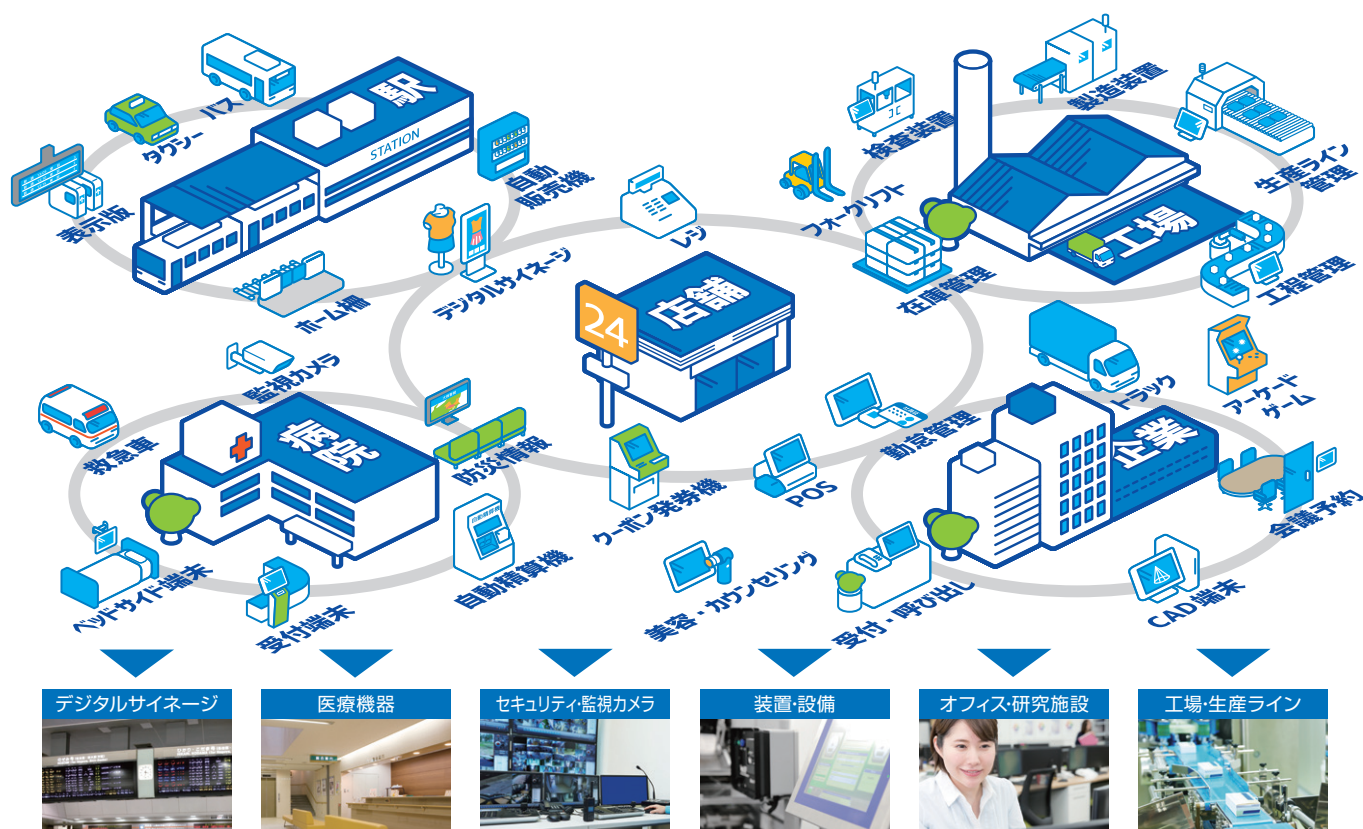 駅
STATION
バス
タクシー
表示版
自動
販売機
ホーム柵
デジタルサイネージ
レジ
検査装置
製造装置
生産ライン
管理
フォークリフト
工場
在庫管理
工程管理
店舗
24
監視カメラ
トラック
アーケード
ゲーム
救急車
病院
防災情報
クーポン発券機
POS
勤怠管理
企業
会議予約
ベッドサイド端末
受付端末
自動精算機
自動精算機
美容・カウンセリング
受付・呼び出し
CAD端末
デジタルサイネージ
医療機器
セキュリティ・監視カメラ
装置・設備
オフィス・研究施設
工場・生産ライン